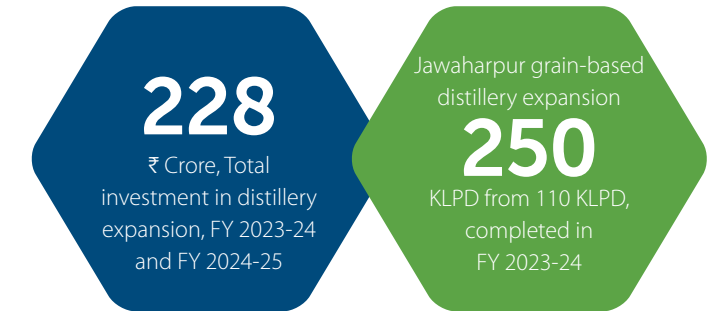 228
₹ Crore, Total
investment in distillery
expansion, FY 2023-24
and FY 2024-25
Jawaharpur grain-based
distillery expansion
250
KLPD from 110 KLPD,
completed in
FY 2023-24